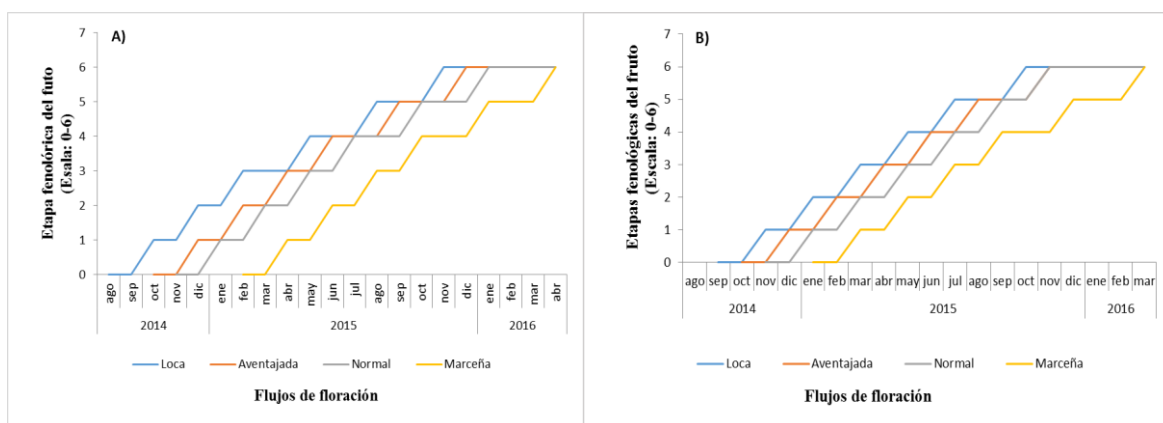 A)
Etapa fenolórica del futo
(Esala: 0-6)
7
6
5
4
3
2
1
0
ago sep oct nov dic ene feb mar abr may jun jul ago sep oct nov dic ene feb mar abr
2014 2015 2016
Loca Aventajada Normal Marceña
Flujos de floración
B)
Etapas fenológicas del fruto
(Escala: 0-6)
7
6
5
4
3
2
1
0
ago sep oct nov dic ene feb mar abr may jun jul ago sep oct nov dic ene feb mar
2014 2015 2016
Loca Aventajada Normal Marceña
Flujos de floración